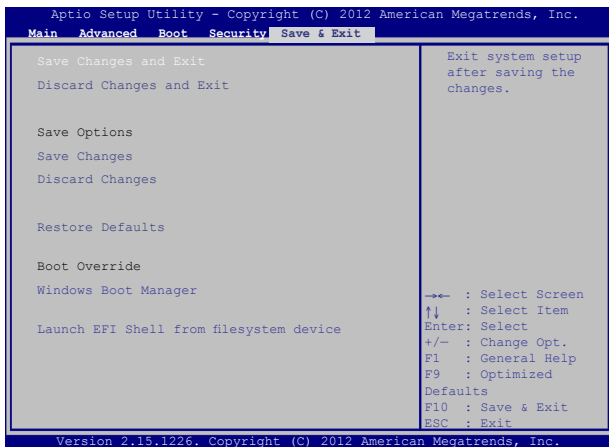 Aptio Setup Utility - Copyright (C) 2012 American Megatrends, Inc.
Main Advanced Boot Security Save & Exit
Save Changes and Exit
Discard Changes and Exit
Save Options
Save Changes
Discard Changes
Restore Defaults
Boot Override
Windows Boot Manager
Launch EFI Shell from filesystem device
Exit system setup
after saving the
changes.
→← : Select Screen
↑↓ : Select Item
Enter: Select
+/— : Change Opt.
F1 : General Help
F9 : Optimized
Defaults
F10 : Save & Exit
ESC : Exit
Version 2.15.1226. Copyright (C) 2012 American Megatrends, Inc.